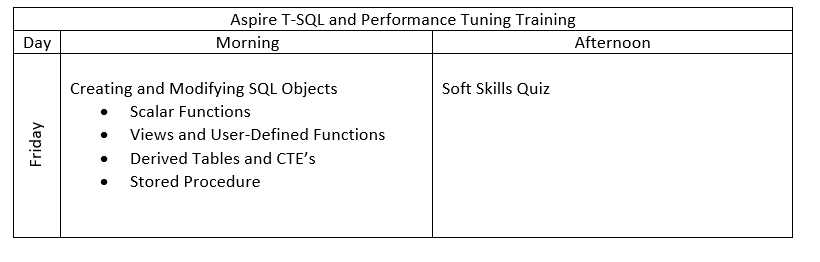 Aspire T-SQL and Performance Tuning Training
Day Morning Afternoon
Friday
Creating and Modifying SQL Objects
• Scalar Functions
• Views and User-Defined Functions
• Derived Tables and CTE’s
• Stored Procedure
Soft Skills Quiz